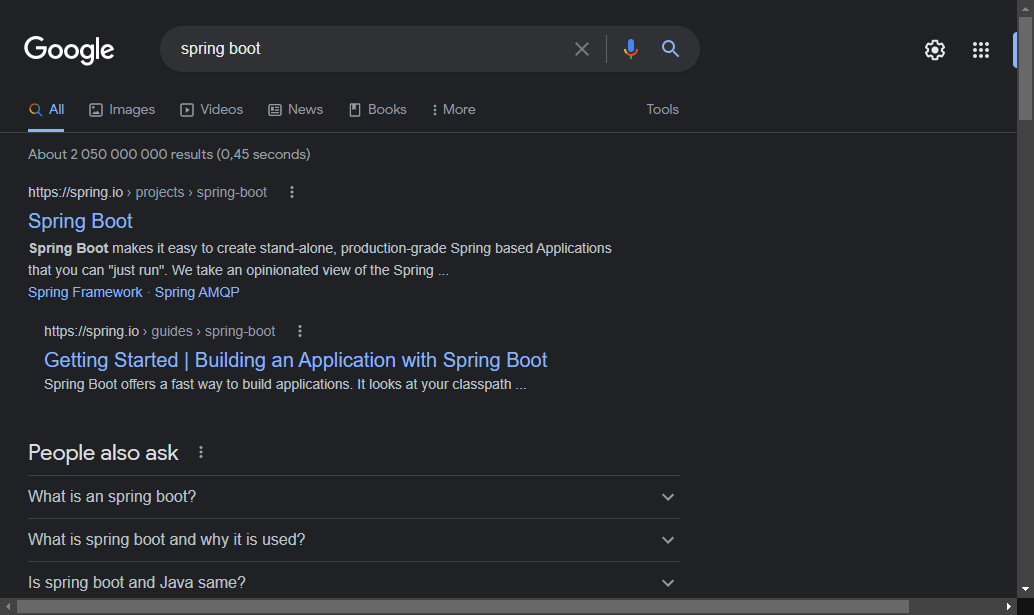 Google
spring boot
All Images Videos News Books More Tools
About 2 050 000 000 results (0,45 seconds)
https://spring.io › projects › spring-boot
Spring Boot
Spring Boot makes it easy to create stand-alone, production-grade Spring based Applications
that you can "just run". We take an opinionated view of the Spring ...
Spring Framework · Spring AMQP
https://spring.io › guides › spring-boot
Getting Started | Building an Application with Spring Boot
Spring Boot offers a fast way to build applications. It looks at your classpath ...
People also ask
What is an spring boot?
What is spring boot and why it is used?
Is spring boot and Java same?